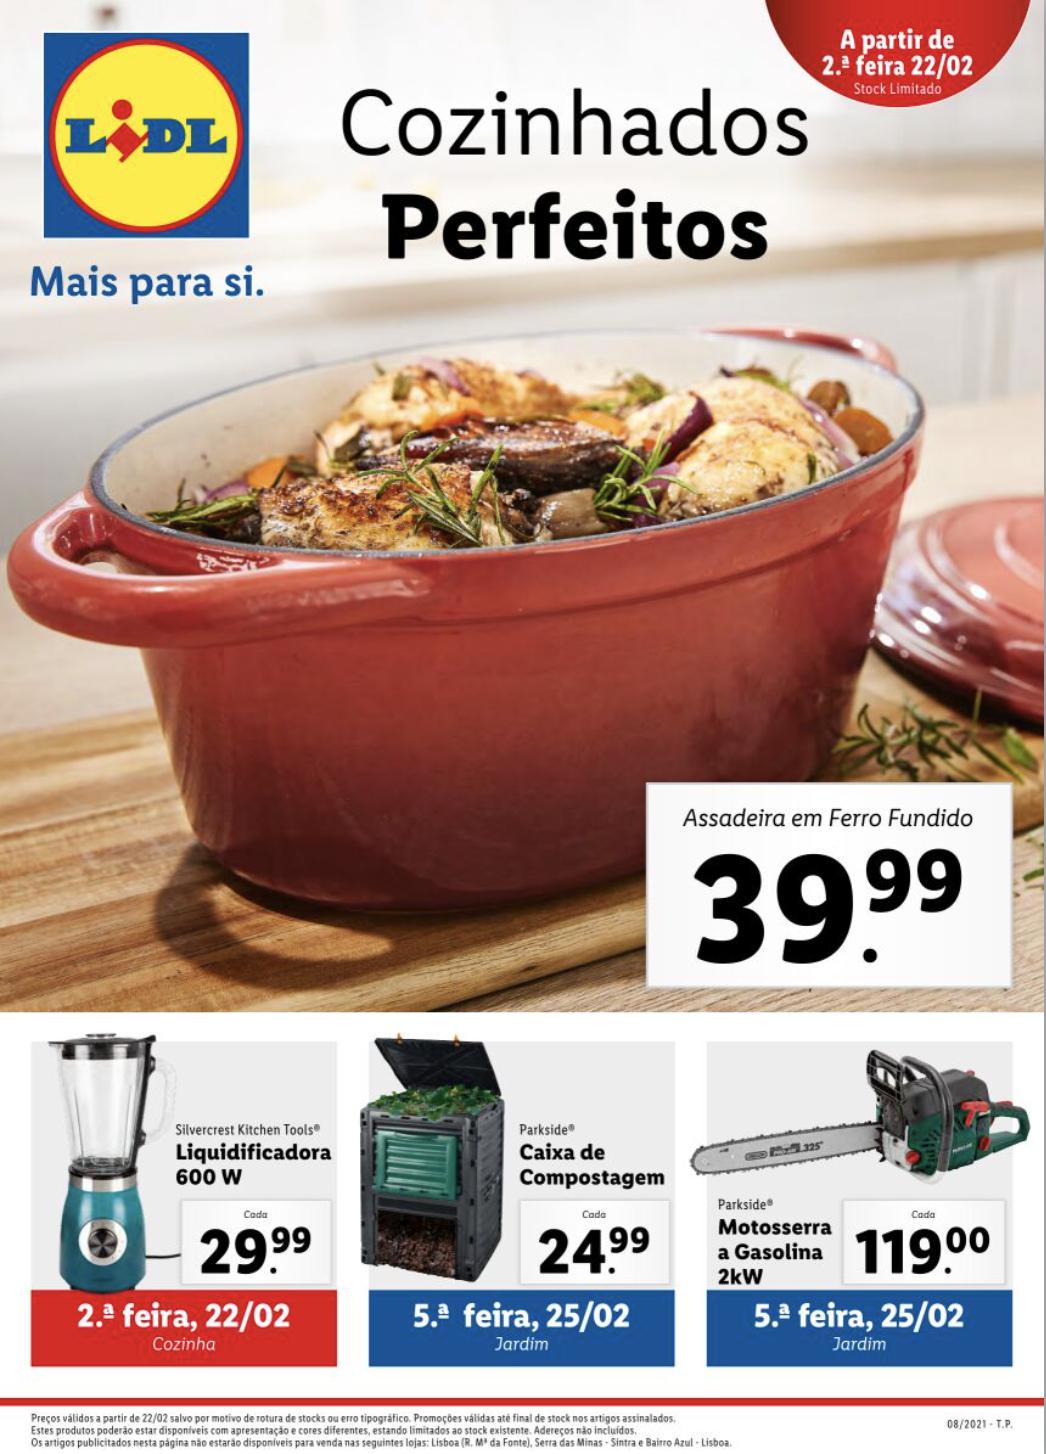 LIDL
Mais para si.
A partir de
2.ª feira 22/02
Stock Limitado
Cozinhados
Perfeitos
Assadeira em Ferro Fundido
39.99
Silvercrest Kitchen Tools®
Liquidificadora
600 W
Cada
29.99
2.ª feira, 22/02
Cozinha
Parkside®
Caixa de
Compostagem
Cada
24.99
5.ª feira, 25/02
Jardim
.325"
Parkside®
Motosserra
a Gasolina
2kW
Cada
119.00
5.ª feira, 25/02
Jardim
Preços válidos a partir de 22/02 salvo por motivo de rotura de stocks ou erro tipográfico. Promoções válidas até final de stock nos artigos assinalados.
Estes produtos poderão estar disponíveis com apresentação e cores diferentes, estando limitados ao stock existente. Adereços não incluídos.
Os artigos publicitados nesta página não estarão disponíveis para venda nas seguintes lojas: Lisboa (R. Mª da Fonte), Serra das Minas - Sintra e Bairro Azul - Lisboa.
08/2021 - T.P.